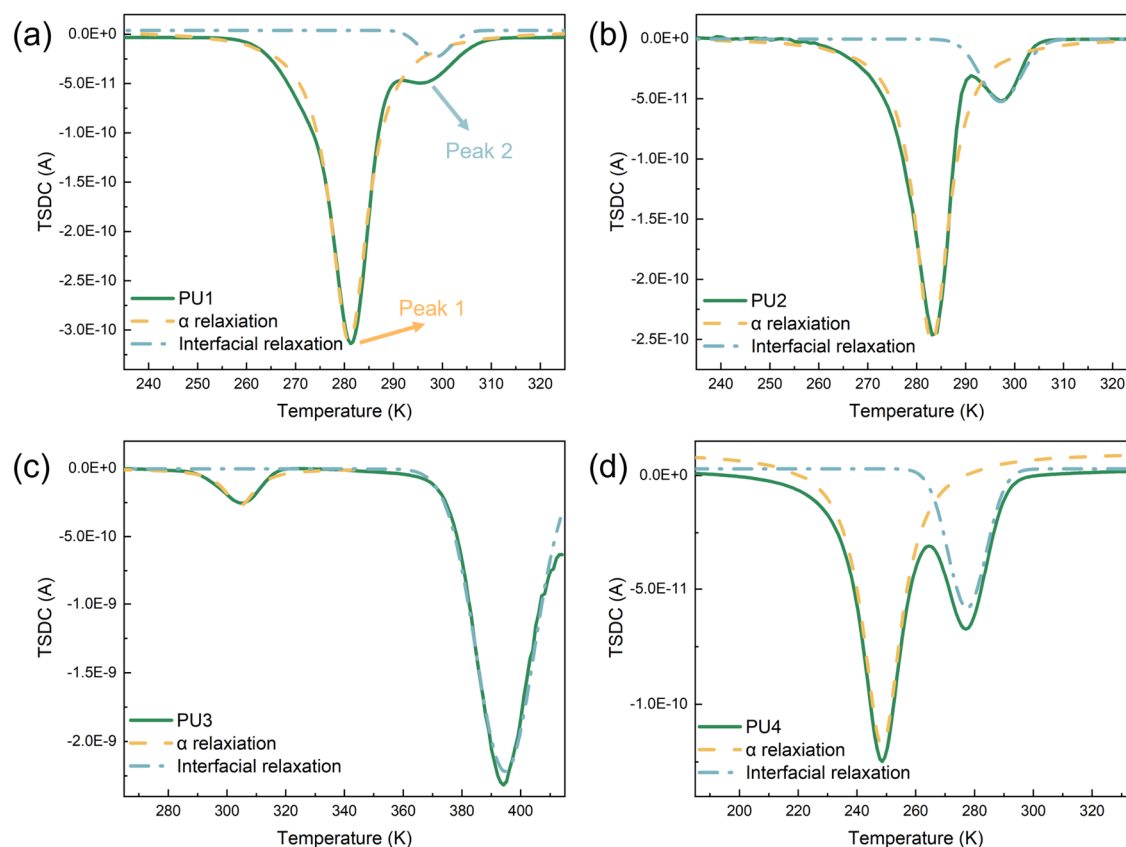 (a)
0.0E+0
-5.0E-11
-1.0E-10
-1.5E-10
-2.0E-10
-2.5E-10
-3.0E-10
TSDC (A)
Peak 2
Peak 1
PU1
α relaxiation
Interfacial relaxation
240 250 260 270 280 290 300 310 320
Temperature (K)
(b)
0.0E+0
-5.0E-11
-1.0E-10
-1.5E-10
-2.0E-10
-2.5E-10
TSDC (A)
PU2
α relaxiation
Interfacial relaxation
240 250 260 270 280 290 300 310 320
Temperature (K)
(c)
0.0E+0
-5.0E-10
-1.0E-9
-1.5E-9
-2.0E-9
TSDC (A)
PU3
α relaxiation
Interfacial relaxation
280 300 320 340 360 380 400
Temperature (K)
(d)
0.0E+0
-5.0E-11
-1.0E-10
TSDC (A)
PU4
α relaxiation
Interfacial relaxation
200 220 240 260 280 300 320
Temperature (K)